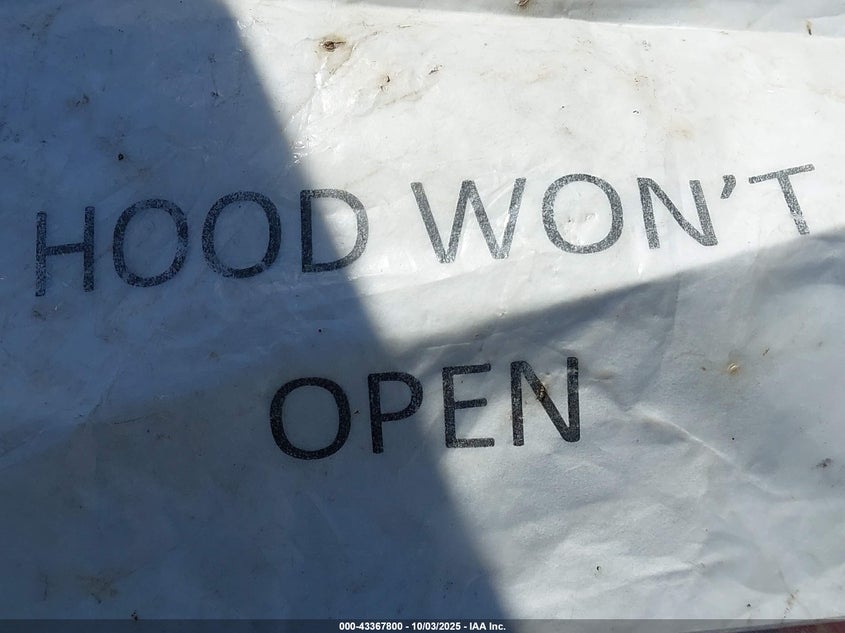 HOOD WON'T
OPEN
000-43367800 - 10/03/2025 - IAA Inc.